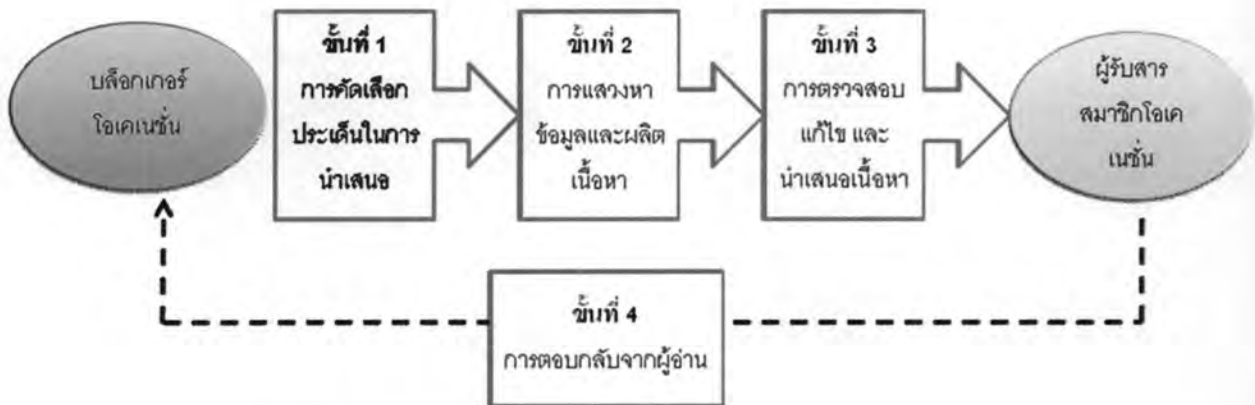 บล็อกเกอร์
โอเคเนชั่น
ขั้นที่ 1
การคัดเลือก
ประเด็นในการ
นำเสนอ
ขั้นที่ 2
การแสวงหา
ข้อมูลและผลิต
เนื้อหา
ขั้นที่ 3
การตรวจสอบ
แก้ไข และ
นำเสนอเนื้อหา
ผู้รับสาร
สมาชิกโอเค
เนชั่น
ขั้นที่ 4
การตอบกลับจากผู้อ่าน